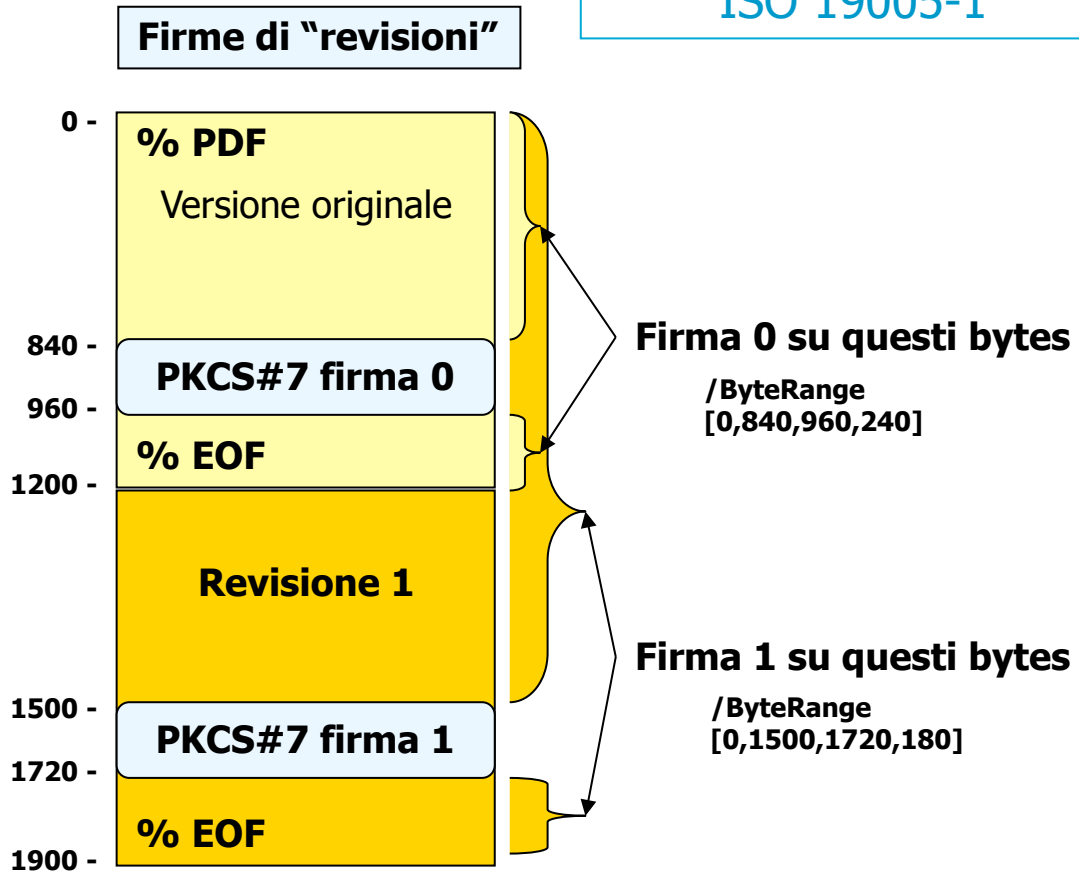 ISO 19005-1
Firme di “revisioni”
0 -
% PDF
Versione originale
840 -
PKCS#7 firma 0
960 -
% EOF
1200 -
Revisione 1
1500 -
PKCS#7 firma 1
1720 -
% EOF
1900 -
Firma 0 su questi bytes
/ByteRange
[0,840,960,240]
Firma 1 su questi bytes
/ByteRange
[0,1500,1720,180]